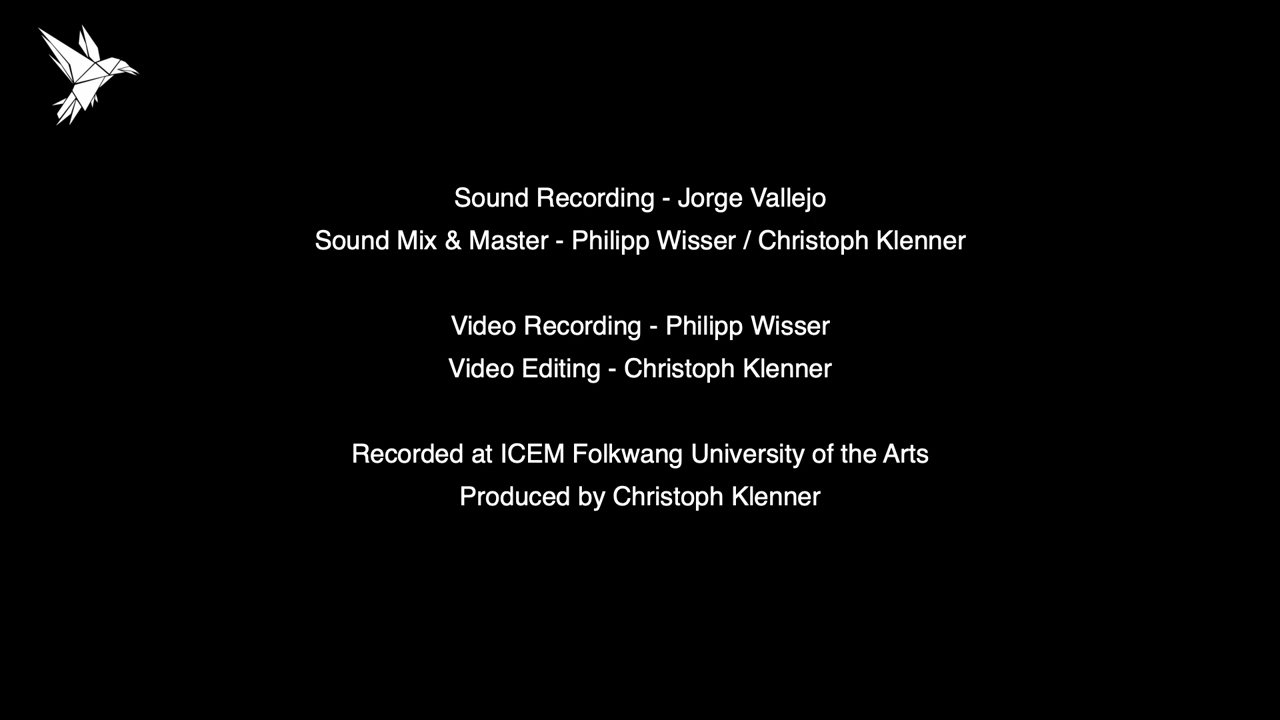 Sound Recording - Jorge Vallejo
Sound Mix & Master - Philipp Wisser / Christoph Klenner
Video Recording - Philipp Wisser
Video Editing - Christoph Klenner
Recorded at ICEM Folkwang University of the Arts
Produced by Christoph Klenner